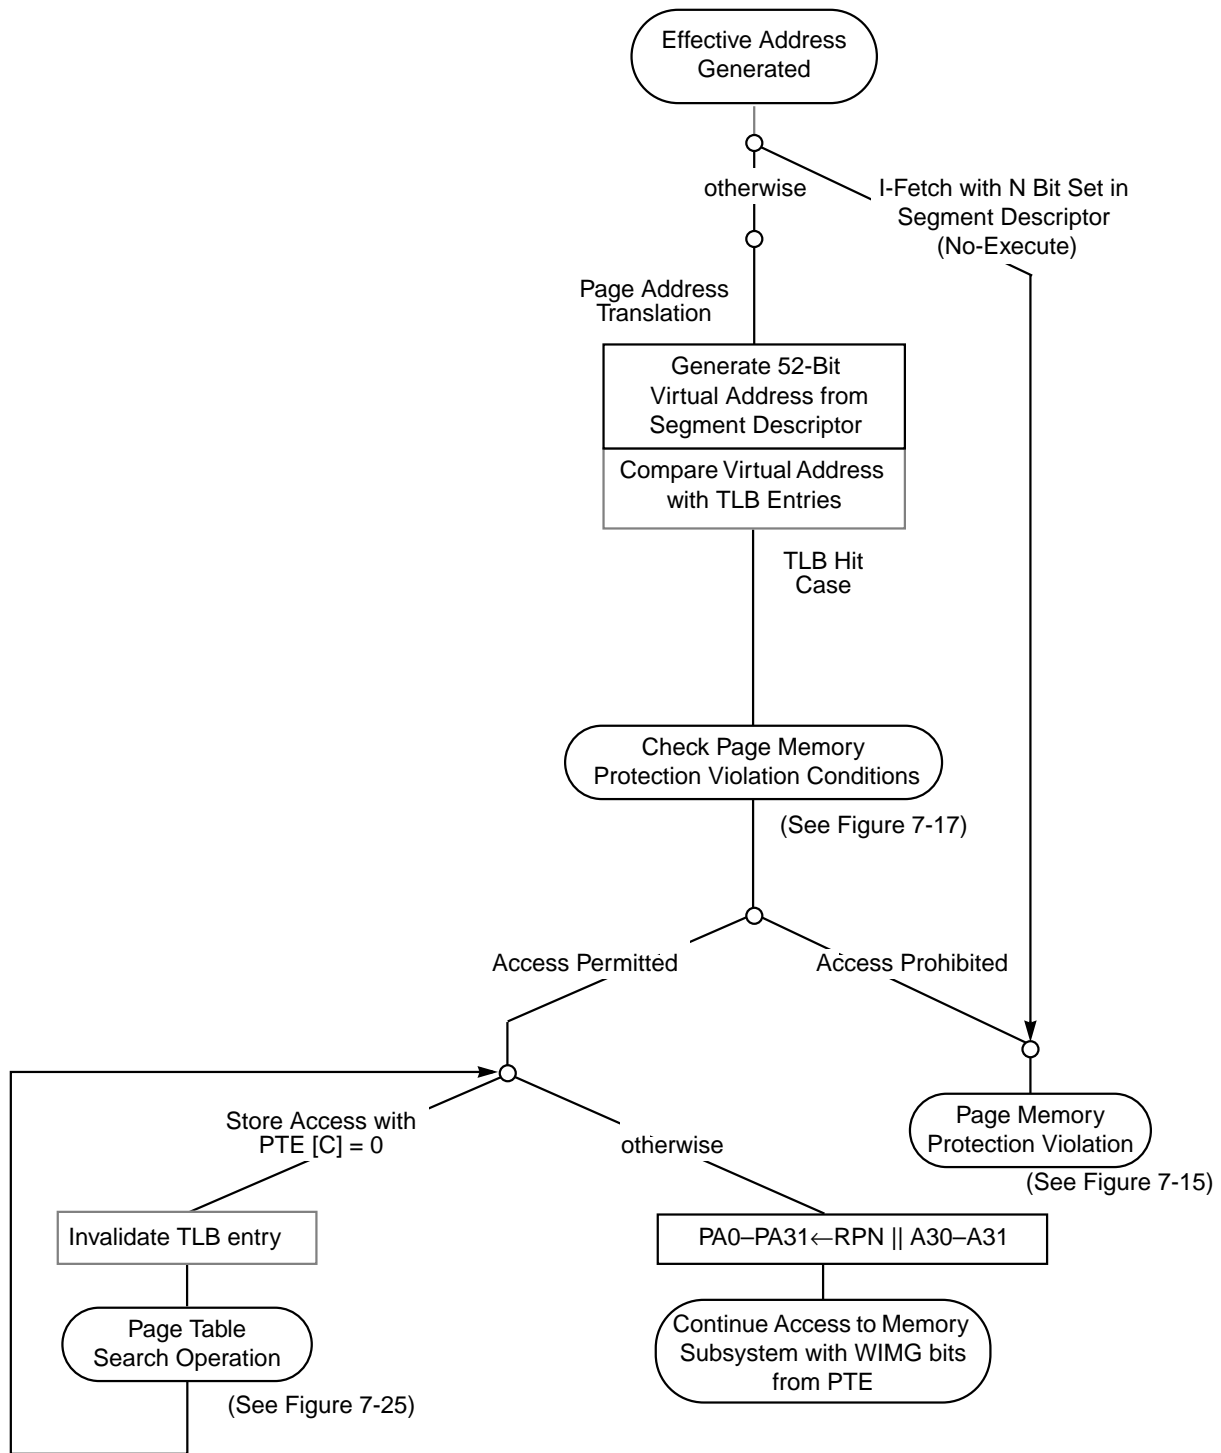 Effective Address
Generated
otherwise
I-Fetch with N Bit Set in
Segment Descriptor
(No-Execute)
Page Address
Translation
Generate 52-Bit
Virtual Address from
Segment Descriptor
Compare Virtual Address
with TLB Entries
TLB Hit
Case
Check Page Memory
Protection Violation Conditions
(See Figure 7-17)
Access Permitted
Access Prohibited
Store Access with
PTE [C] = 0
otherwise
Page Memory
Protection Violation
(See Figure 7-15)
Invalidate TLB entry
PA0–PA31←RPN || A30–A31
Page Table
Search Operation
(See Figure 7-25)
Continue Access to Memory
Subsystem with WIMG bits
from PTE